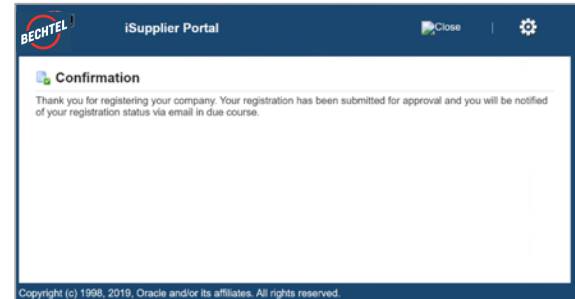 BECHTEL
iSupplier Portal
Close
|
Confirmation
Thank you for registering your company. Your registration has been submitted for approval and you will be notified
of your registration status via email in due course.
Copyright (c) 1998, 2019, Oracle and/or its affiliates. All rights reserved.